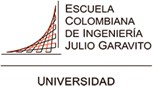 ESCUELA
COLOMBIANA
DE INGENIERÍA
JULIO GARAVITO
UNIVERSIDAD